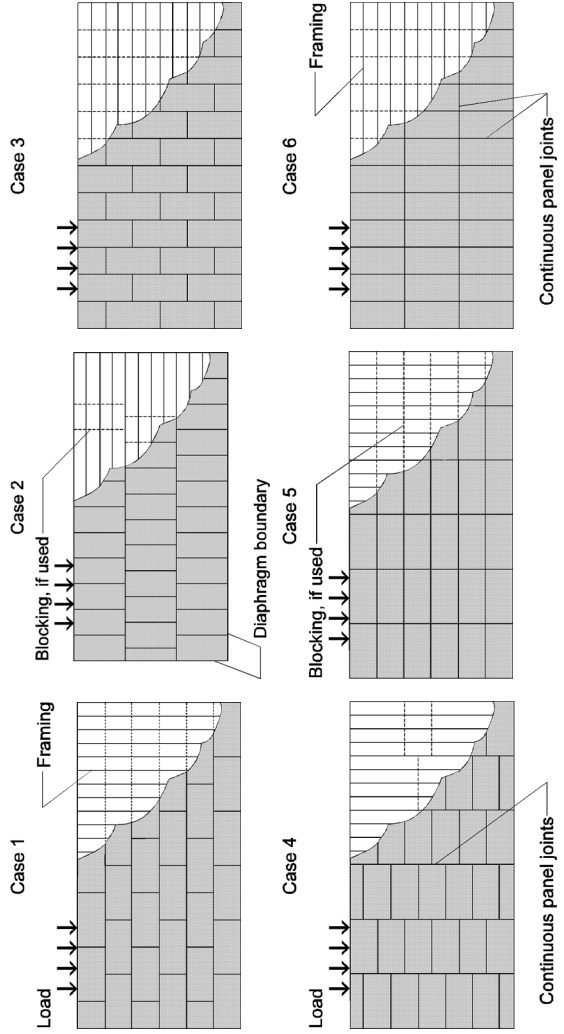 Case 1
Load
Framing
Case 2
Blocking, if used
Diaphragm boundary
Case 3
Case 4
Load
Continuous panel joints
Case 5
Blocking, if used
Case 6
Framing
Continuous panel joints